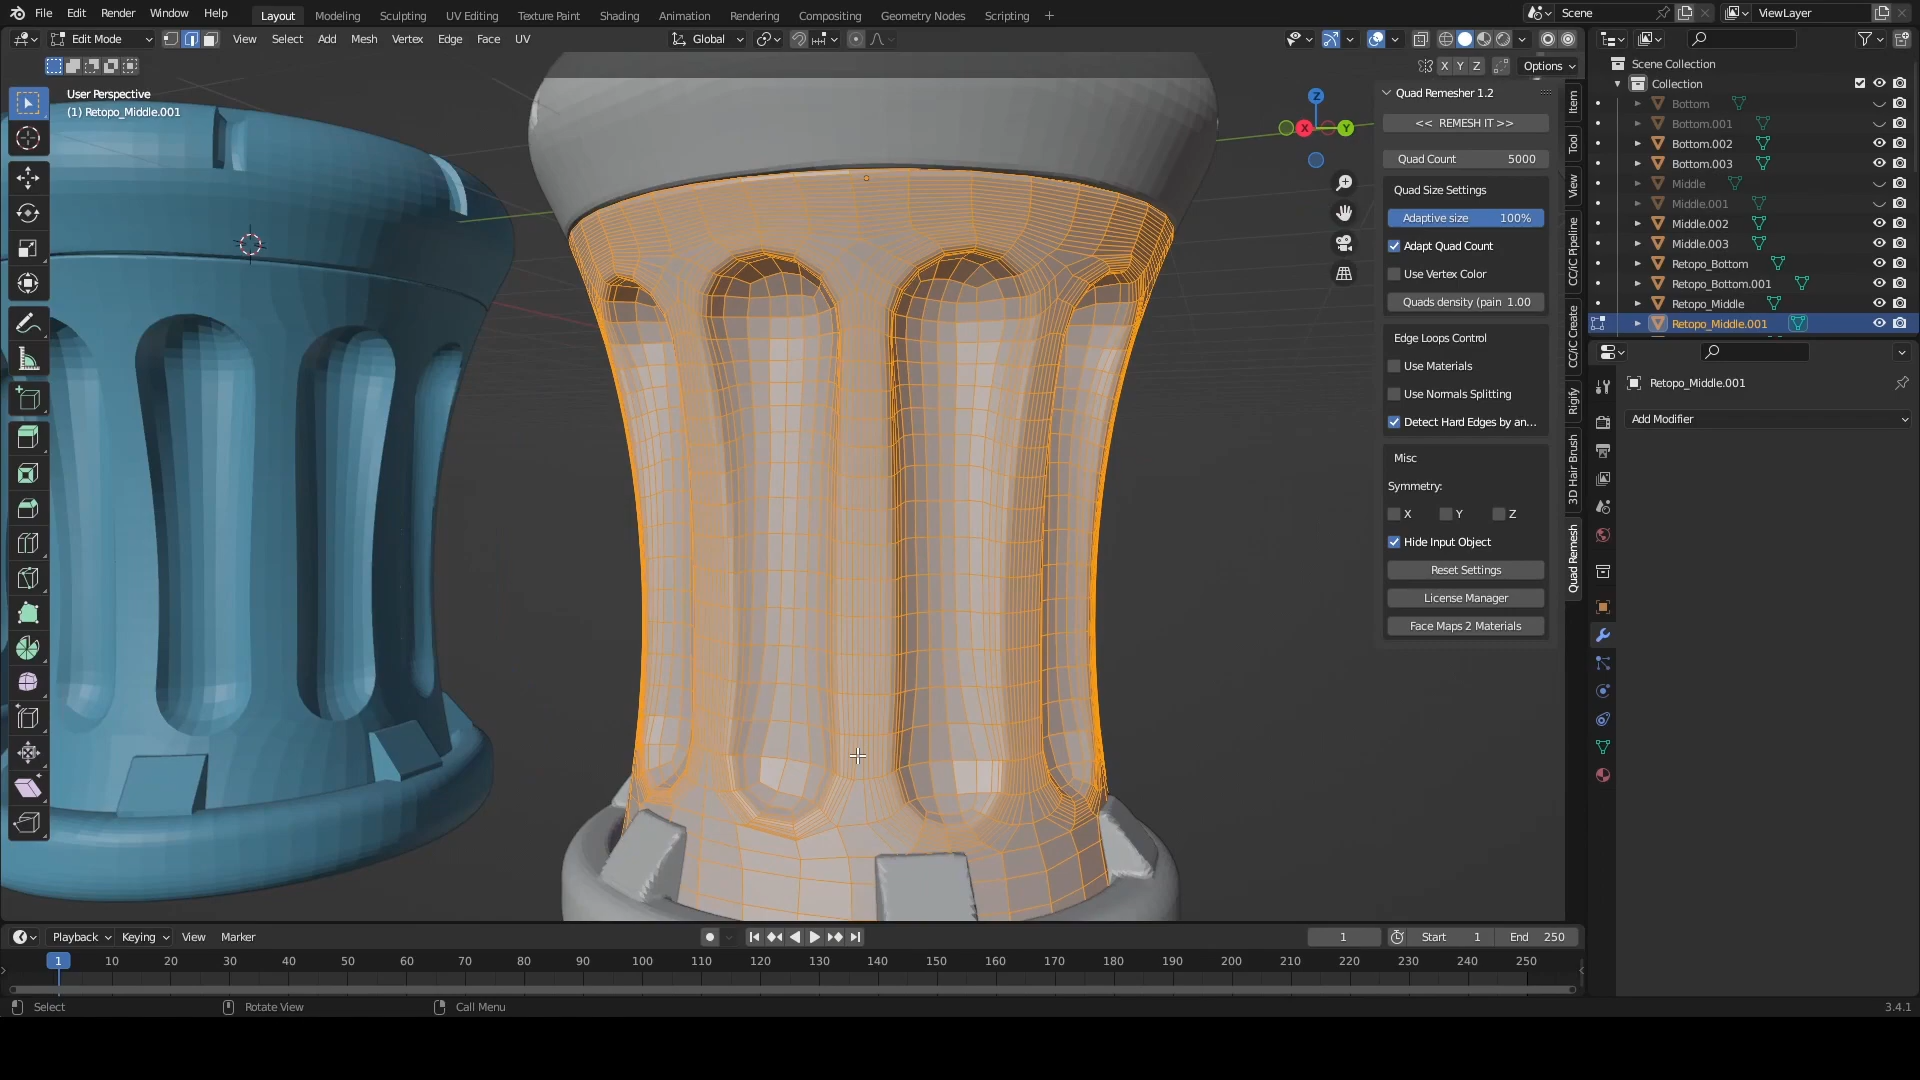 File Edit Render Window Help Layout Modeling Sculpting UV Editing Texture Paint Shading Animation Rendering Compositing Geometry Nodes Scripting + Scene ViewLayer
Edit Mode View Select Add Mesh Vertex Edge Face UV Global
X Y Z Options
User Perspective
(1) Retopo_Middle.001
Z
X
Y
Quad Remesher 1.2
<< REMESH IT >>
Quad Count 5000
Quad Size Settings
Adaptive size 100%
Adapt Quad Count
Use Vertex Color
Quads density (pain 1.00
Edge Loops Control
Use Materials
Use Normals Splitting
Detect Hard Edges by an...
Misc
Symmetry:
X Y Z
Hide Input Object
Reset Settings
License Manager
Face Maps 2 Materials
Item
Tool
View
CC/iC Pipeline
CC/iC Create
Rigify
3D Hair Brush
Quad Remesh
Scene Collection
Collection
Bottom
Bottom.001
Bottom.002
Bottom.003
Middle
Middle.001
Middle.002
Middle.003
Retopo_Bottom
Retopo_Bottom.001
Retopo_Middle
Retopo_Middle.001
Retopo_Middle.001
Add Modifier
Playback Keying View Marker 1 Start 1 End 250
1 10 20 30 40 50 60 70 80 90 100 110 120 130 140 150 160 170 180 190 200 210 220 230 240 250
Select Rotate View Call Menu 3.4.1